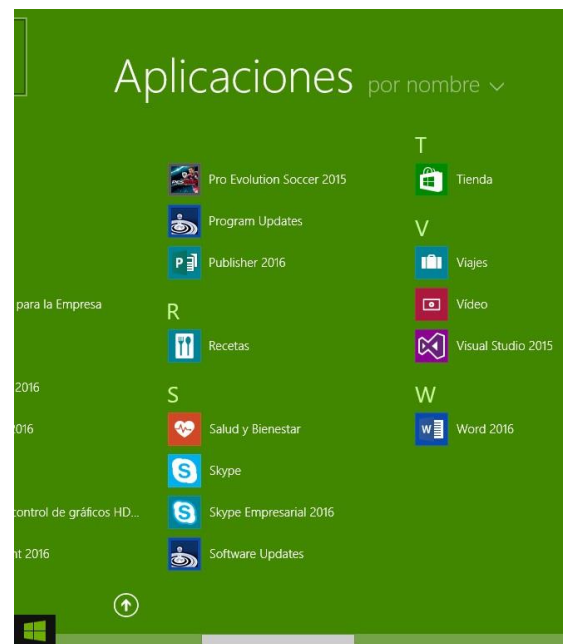 Aplicaciones por nombre
para la Empresa
2016
2016
control de gráficos HD...
nt 2016
Pro Evolution Soccer 2015
Program Updates
Publisher 2016
R
Recetas
S
Salud y Bienestar
Skype
Skype Empresarial 2016
Software Updates
T
Tienda
V
Viajes
Vídeo
Visual Studio 2015
W
Word 2016